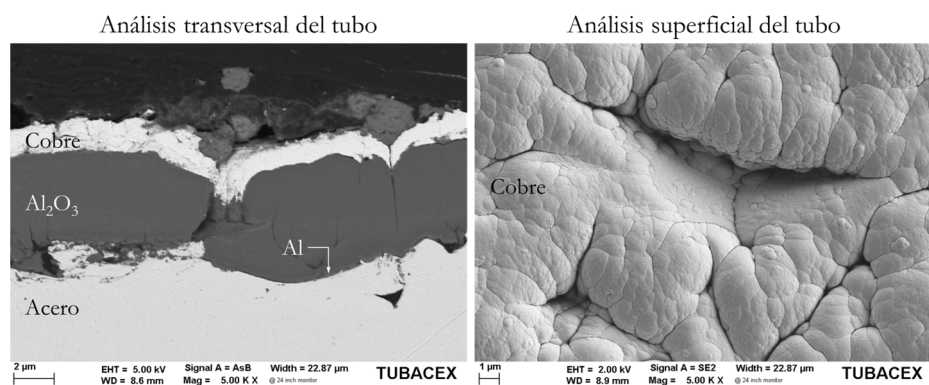 Análisis transversal del tubo
Análisis superficial del tubo
Cobre
Al₂O₃
Al
Acero
Cobre
2 µm
EHT = 5.00 kV
WD = 8.6 mm
Signal A = AsB
Mag = 5.00 K X
Width = 22.87 µm
@ 24 inch monitor
TUBACEX
1 µm
EHT = 2.00 kV
WD = 8.9 mm
Signal A = SE2
Mag = 5.00 K X
Width = 22.87 µm
@ 24 inch monitor
TUBACEX